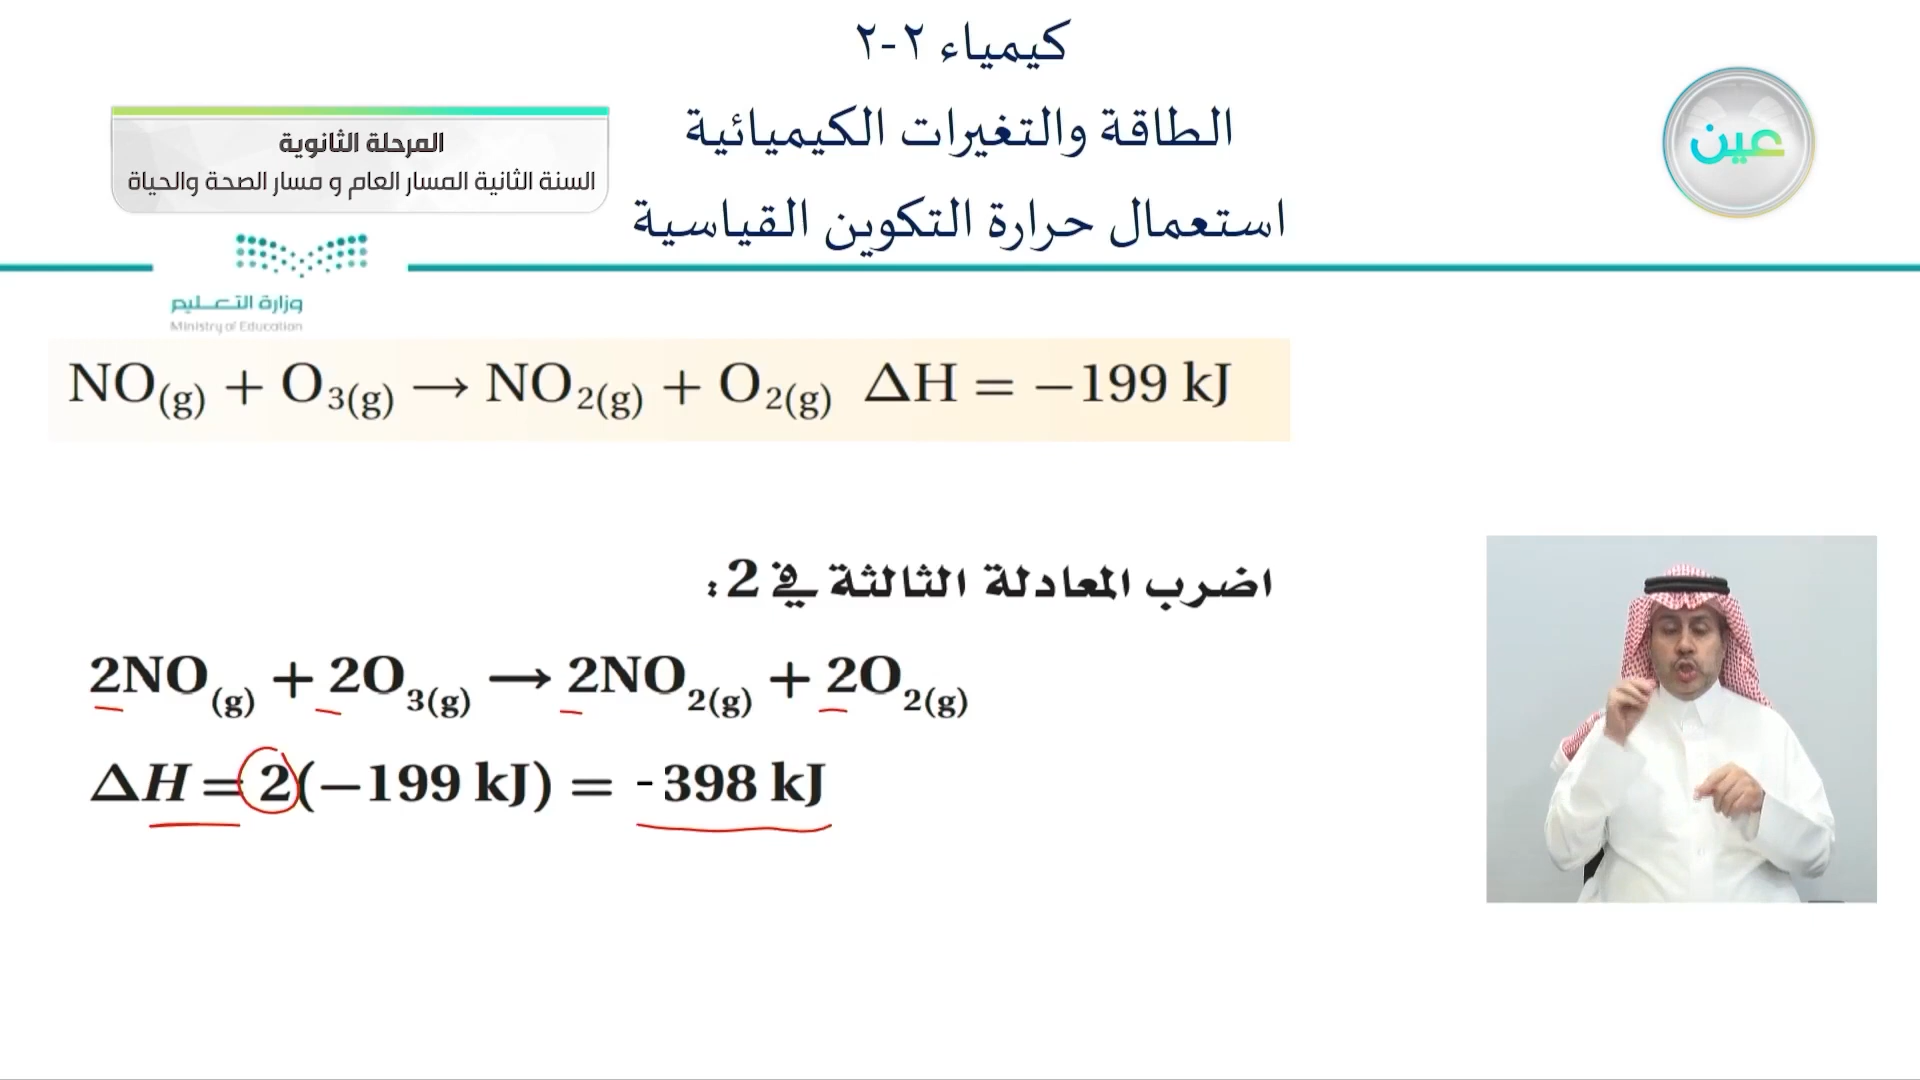 كيمياء ٢-٢
الطاقة والتغيرات الكيميائية
استعمال حرارة التكوين القياسية
عين
المرحلة الثانوية
السنة الثانية المسار العام و مسار الصحة والحياة
وزارة التعليم
Ministry of Education
NO(g) + O₃(g) → NO₂(g) + O₂(g) ΔH = −199 kJ
اضرب المعادلة الثالثة في 2:
2NO(g) + 2O₃(g) → 2NO₂(g) + 2O₂(g)
ΔH = 2(−199 kJ) = -398 kJ